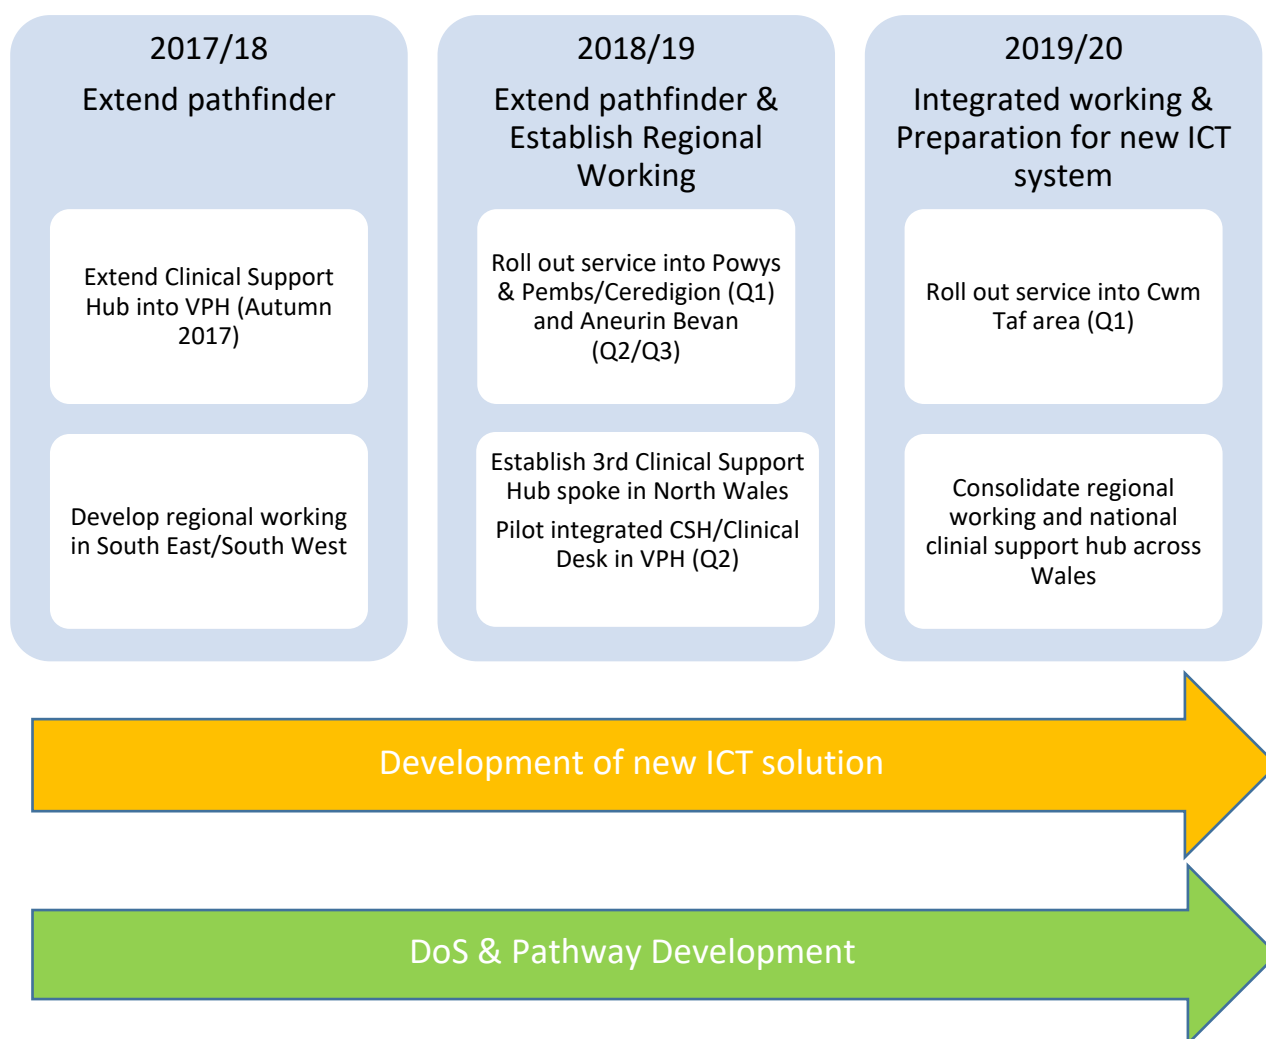 2017/18
Extend pathfinder
Extend Clinical Support
Hub into VPH (Autumn
2017)
Develop regional working
in South East/South West
2018/19
Extend pathfinder &
Establish Regional
Working
Roll out service into Powys
& Pembs/Ceredigion (Q1)
and Aneurin Bevan
(Q2/Q3)
Establish 3rd Clinical Support
Hub spoke in North Wales
Pilot integrated CSH/Clinical
Desk in VPH (Q2)
2019/20
Integrated working &
Preparation for new ICT
system
Roll out service into Cwm
Taf area (Q1)
Consolidate regional
working and national
clinial support hub across
Wales
Development of new ICT solution
DoS & Pathway Development